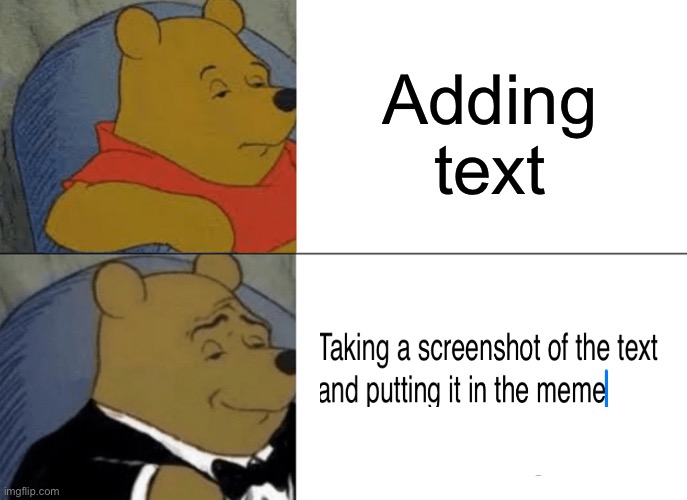 Adding
text
Taking a screenshot of the text
and putting it in the meme
imgflip.com